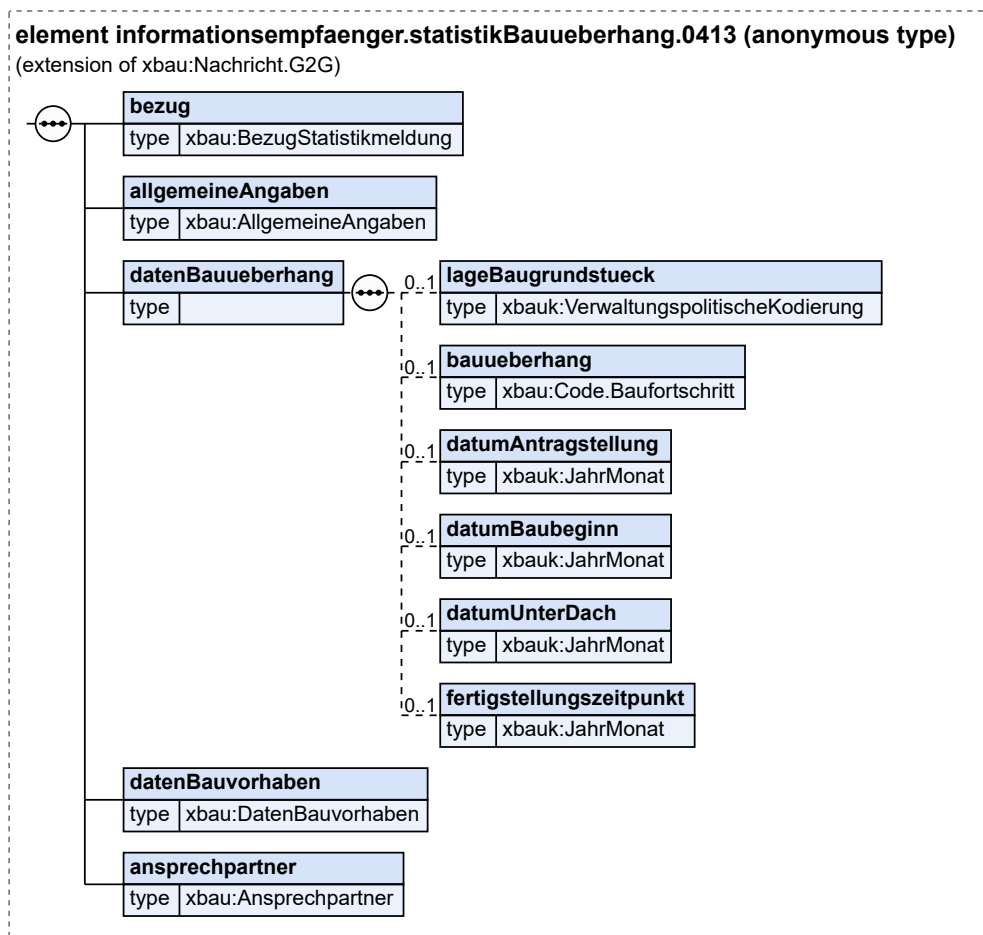 element informationsempfaenger.statistikBauueberhang.0413 (anonymous type)
(extension of xbau:Nachricht.G2G)
bezug
type xbau:BezugStatistikmeldung
allgemeineAngaben
type xbau:AllgemeineAngaben
datenBauueberhang
type
0..1 lageBaugrundstueck
type xbauk:VerwaltungspolitischeKodierung
0..1 bauueberhang
type xbau:Code.Baufortschritt
0..1 datumAntragstellung
type xbauk:JahrMonat
0..1 datumBaubeginn
type xbauk:JahrMonat
0..1 datumUnterDach
type xbauk:JahrMonat
0..1 fertigstellungszeitpunkt
type xbauk:JahrMonat
datenBauvorhaben
type xbau:DatenBauvorhaben
ansprechpartner
type xbau:Ansprechpartner